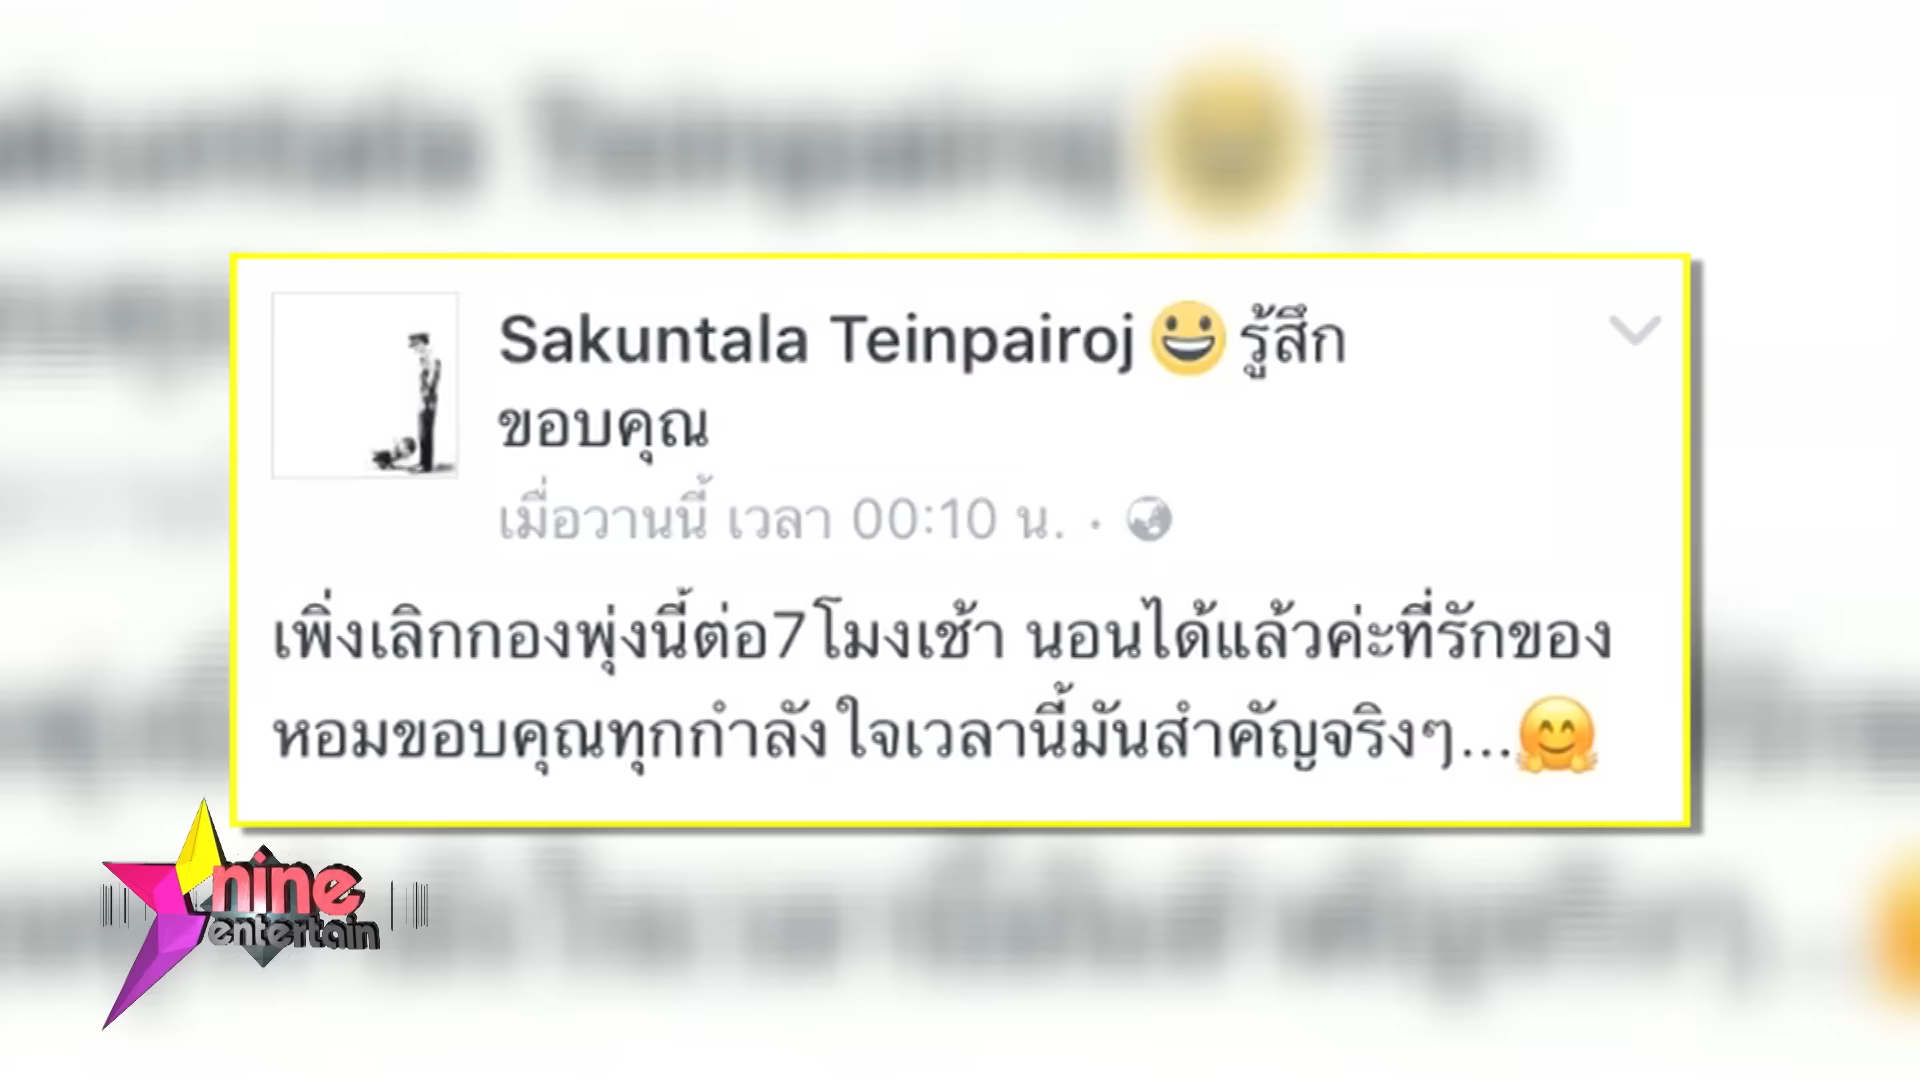 Sakuntala Teinpairoj 😀 รู้สึก
ขอบคุณ
เมื่อวานนี้ เวลา 00:10 น. ·
เพิ่งเลิกกองพุ่งนี้ต่อ7โมงเช้า นอนได้แล้วค่ะที่รักของ
หอมขอบคุณทุกกำลังใจเวลานี้มันสำคัญจริงๆ...🤗
nine
entertain